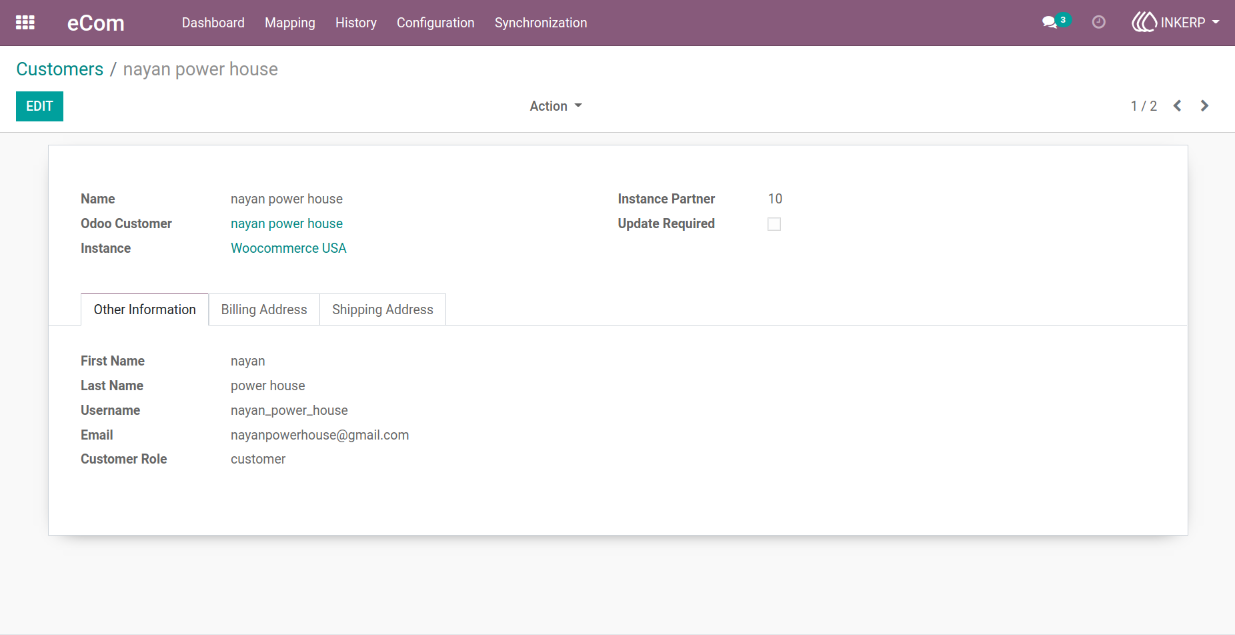 eCom Dashboard Mapping History Configuration Synchronization 3 INKERP
Customers / nayan power house
EDIT Action 1 / 2
Name nayan power house Instance Partner 10
Odoo Customer nayan power house Update Required
Instance Woocommerce USA
Other Information Billing Address Shipping Address
First Name nayan
Last Name power house
Username nayan_power_house
Email nayanpowerhouse@gmail.com
Customer Role customer